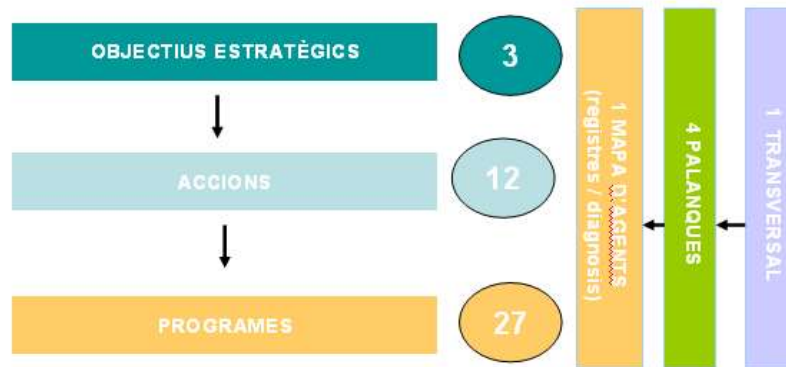 OBJECTIUS ESTRATÈGICS
3
ACCIONS
12
PROGRAMES
27
1 MAPA D'AGENTS
(registres / diagnosis)
4 PALANQUES
1 TRANSVERSAL